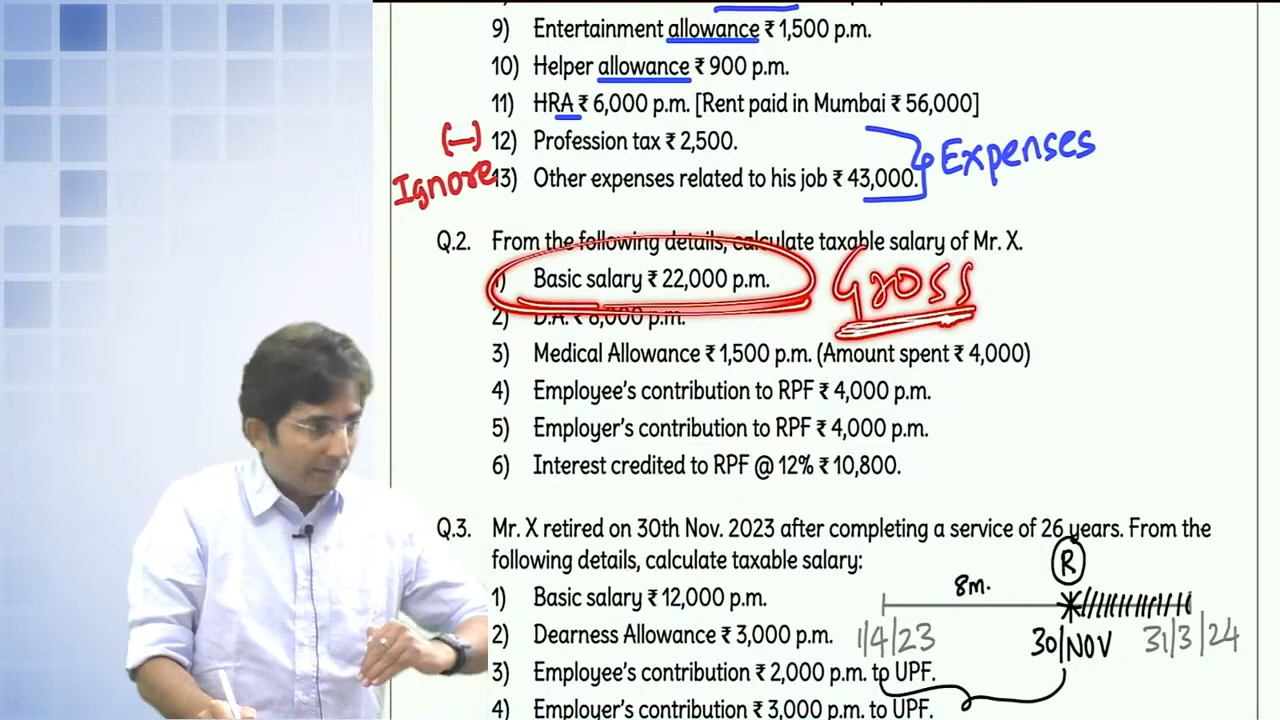 9) Entertainment allowance ₹ 1,500 p.m.
10) Helper allowance ₹ 900 p.m.
11) HRA ₹ 6,000 p.m. [Rent paid in Mumbai ₹ 56,000]
(–) 12) Profession tax ₹ 2,500.
Expenses
Ignore 13) Other expenses related to his job ₹ 43,000.
Q.2. From the following details, calculate taxable salary of Mr. X.
1) Basic salary ₹ 22,000 p.m. Gross
2) D.A. ₹ 8,000 p.m.
3) Medical Allowance ₹ 1,500 p.m. (Amount spent ₹ 4,000)
4) Employee's contribution to RPF ₹ 4,000 p.m.
5) Employer's contribution to RPF ₹ 4,000 p.m.
6) Interest credited to RPF @ 12% ₹ 10,800.
Q.3. Mr. X retired on 30th Nov. 2023 after completing a service of 26 years. From the
following details, calculate taxable salary:
R
8m.
1) Basic salary ₹ 12,000 p.m.
2) Dearness Allowance ₹ 3,000 p.m. 1/4/23 30/NOV 31/3/24
3) Employee's contribution ₹ 2,000 p.m. to UPF.
4) Employer's contribution ₹ 3,000 p.m. to UPF.